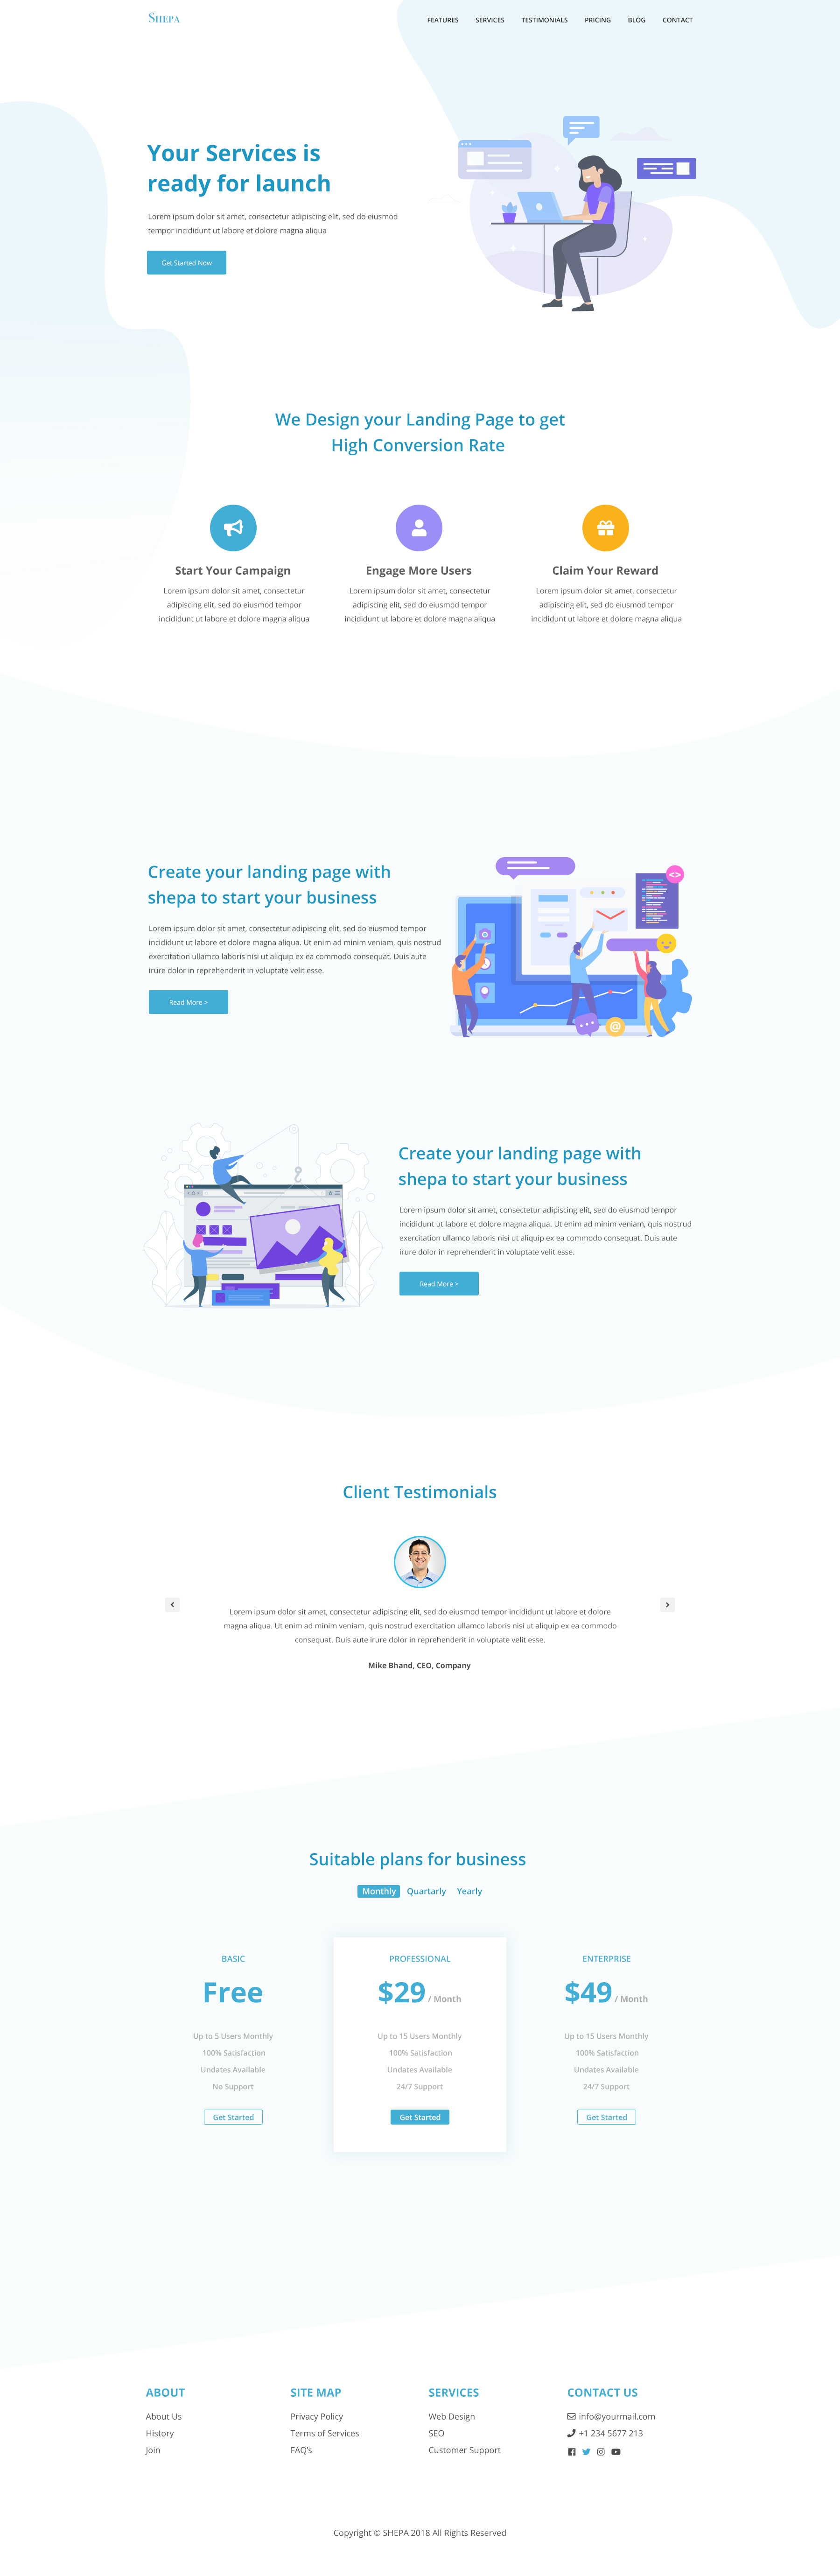 SHEPA
FEATURES SERVICES TESTIMONIALS PRICING BLOG CONTACT
Your Services is
ready for launch
Lorem ipsum dolor sit amet, consectetur adipiscing elit, sed do eiusmod
tempor incididunt ut labore et dolore magna aliqua
Get Started Now
We Design your Landing Page to get
High Conversion Rate
Start Your Campaign
Lorem ipsum dolor sit amet, consectetur
adipiscing elit, sed do eiusmod tempor
incididunt ut labore et dolore magna aliqua
Engage More Users
Lorem ipsum dolor sit amet, consectetur
adipiscing elit, sed do eiusmod tempor
incididunt ut labore et dolore magna aliqua
Claim Your Reward
Lorem ipsum dolor sit amet, consectetur
adipiscing elit, sed do eiusmod tempor
incididunt ut labore et dolore magna aliqua
Create your landing page with
shepa to start your business
Lorem ipsum dolor sit amet, consectetur adipiscing elit, sed do eiusmod tempor
incididunt ut labore et dolore magna aliqua. Ut enim ad minim veniam, quis nostrud
exercitation ullamco laboris nisi ut aliquip ex ea commodo consequat. Duis aute
irure dolor in reprehenderit in voluptate velit esse.
Read More >
<>
@
Create your landing page with
shepa to start your business
Lorem ipsum dolor sit amet, consectetur adipiscing elit, sed do eiusmod tempor
incididunt ut labore et dolore magna aliqua. Ut enim ad minim veniam, quis nostrud
exercitation ullamco laboris nisi ut aliquip ex ea commodo consequat. Duis aute
irure dolor in reprehenderit in voluptate velit esse.
Read More >
Client Testimonials
Lorem ipsum dolor sit amet, consectetur adipiscing elit, sed do eiusmod tempor incididunt ut labore et dolore
magna aliqua. Ut enim ad minim veniam, quis nostrud exercitation ullamco laboris nisi ut aliquip ex ea commodo
consequat. Duis aute irure dolor in reprehenderit in voluptate velit esse.
Mike Bhand, CEO, Company
Suitable plans for business
Monthly Quartarly Yearly
BASIC
Free
Up to 5 Users Monthly
100% Satisfaction
Undates Available
No Support
Get Started
PROFESSIONAL
$29 / Month
Up to 15 Users Monthly
100% Satisfaction
Undates Available
24/7 Support
Get Started
ENTERPRISE
$49 / Month
Up to 15 Users Monthly
100% Satisfaction
Undates Available
24/7 Support
Get Started
ABOUT
About Us
History
Join
SITE MAP
Privacy Policy
Terms of Services
FAQ's
SERVICES
Web Design
SEO
Customer Support
CONTACT US
info@yourmail.com
+1 234 5677 213
Copyright © SHEPA 2018 All Rights Reserved